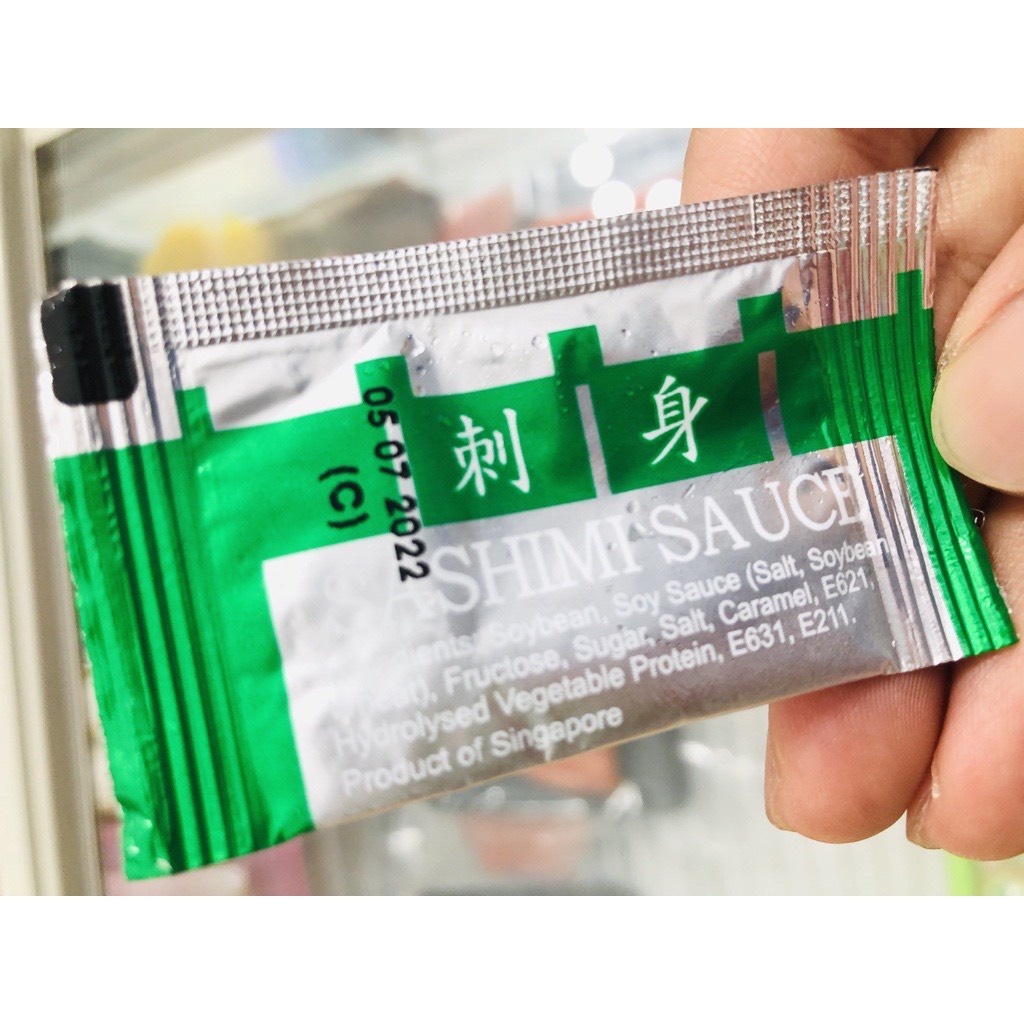 刺身
SASHIMI SAUCE
Soybean, Soy Sauce (Salt, Soybean
Fructose, Sugar, Salt, Caramel, E621,
Hydrolysed Vegetable Protein, E631, E211.
Product of Singapore
05 07 2022
(C)